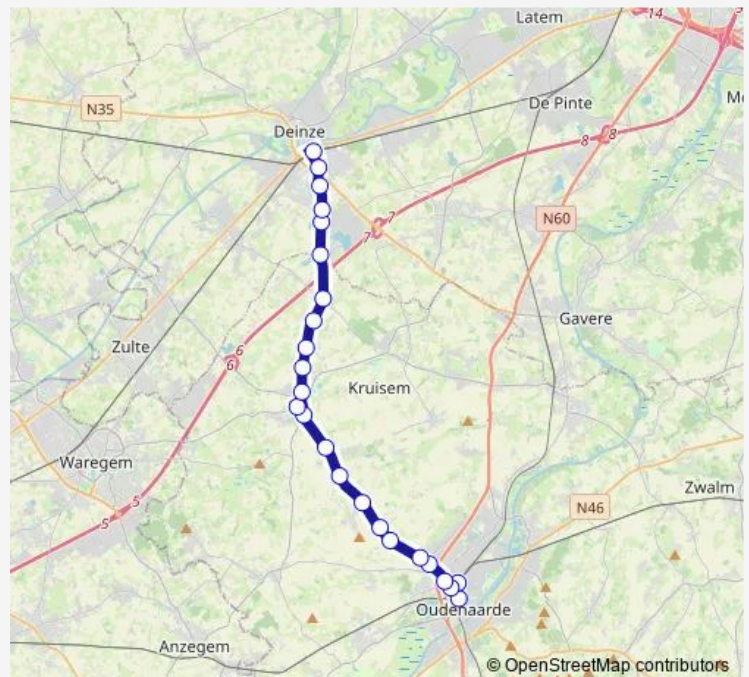 Latem
14
De Pinte
N35
Deinze
8
8
N60
7
7
Gavere
Zulte
6
6
Kruisem
Waregem
Zwalm
5
5
N46
Oudenaarde
Anzegem
© OpenStreetMap contributors